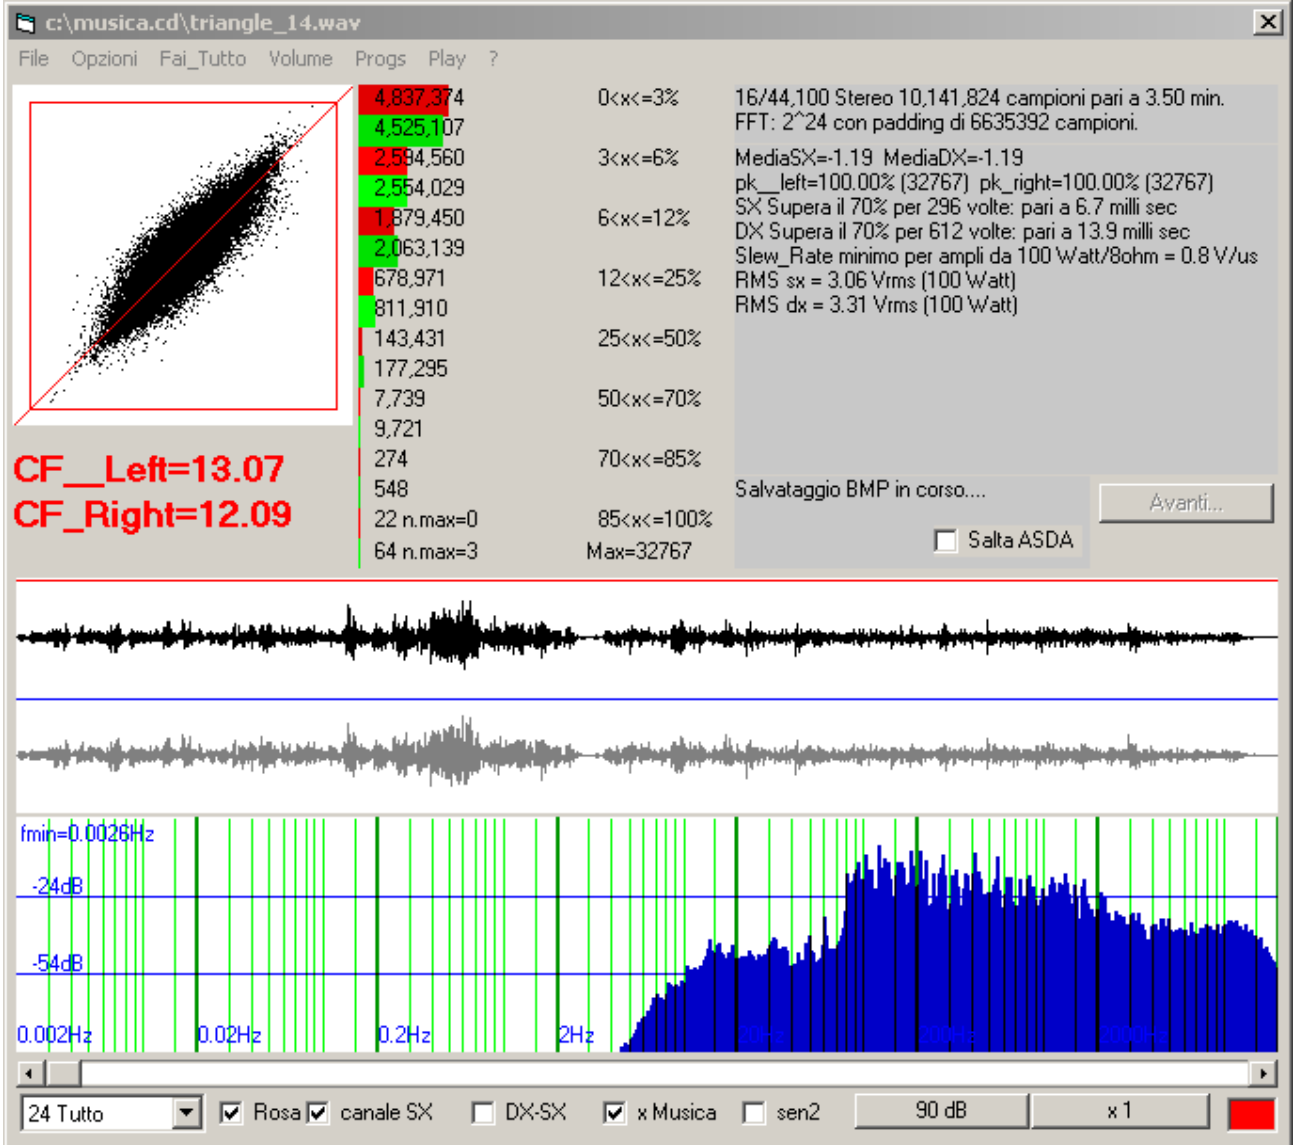 c:\musica.cd\triangle_14.wav
File Opzioni Fai_Tutto Volume Progs Play ?
4,837,374 0<x<=3%
4,525,107
2,594,560 3<x<=6%
2,554,029
1,879,450 6<x<=12%
2,063,139
678,971 12<x<=25%
811,910
143,431 25<x<=50%
177,295
7,739 50<x<=70%
9,721
274 70<x<=85%
548
22 n.max=0 85<x<=100%
64 n.max=3 Max=32767
16/44,100 Stereo 10,141,824 campioni pari a 3.50 min.
FFT: 2^24 con padding di 6635392 campioni.
MediaSX=-1.19 MediaDX=-1.19
pk__left=100.00% (32767) pk_right=100.00% (32767)
SX Supera il 70% per 296 volte: pari a 6.7 milli sec
DX Supera il 70% per 612 volte: pari a 13.9 milli sec
Slew_Rate minimo per ampli da 100 Watt/8ohm = 0.8 V/us
RMS sx = 3.06 Vrms (100 Watt)
RMS dx = 3.31 Vrms (100 Watt)
CF__Left=13.07
CF_Right=12.09
Salvataggio BMP in corso....
Avanti...
Salta ASDA
fmin=0.0026Hz
-24dB
-54dB
0.002Hz 0.02Hz 0.2Hz 2Hz 20Hz 200Hz 2000Hz
24 Tutto Rosa canale SX DX-SX x Musica sen2 90 dB x 1